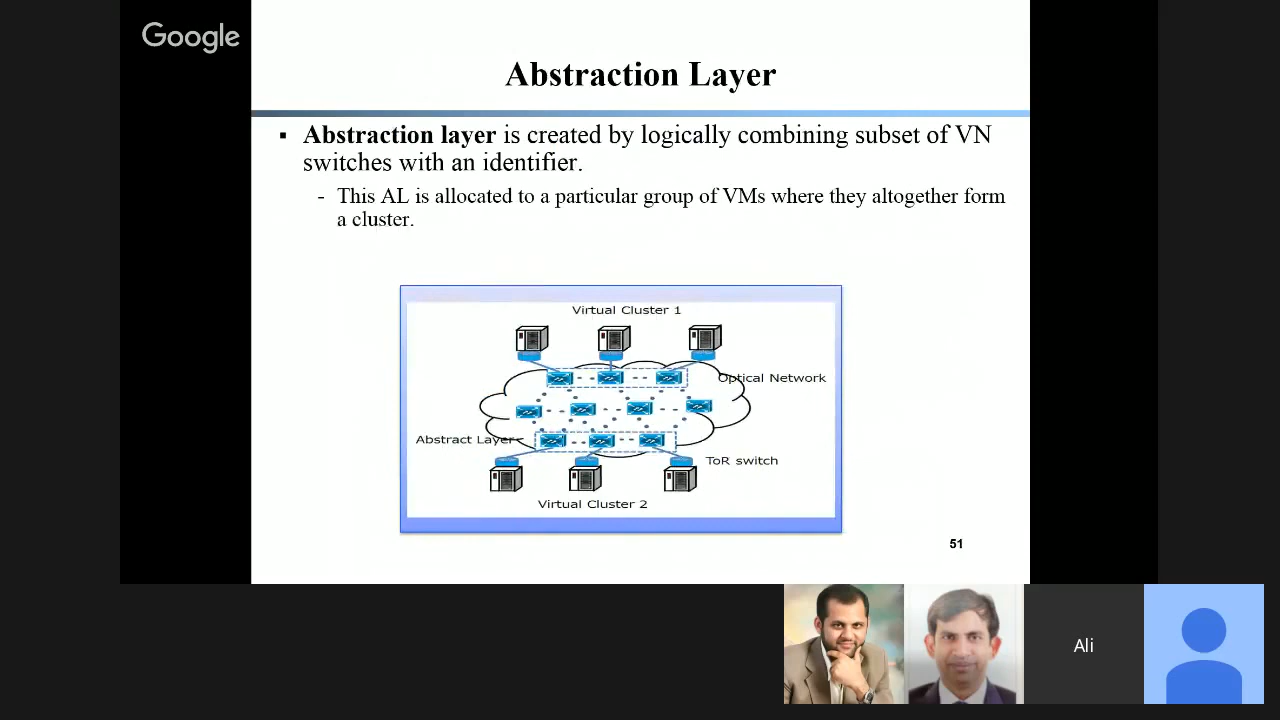 Google
Abstraction Layer
▪ Abstraction layer is created by logically combining subset of VN
switches with an identifier.
- This AL is allocated to a particular group of VMs where they altogether form
a cluster.
Virtual Cluster 1
Optical Network
Abstract Layer
ToR switch
Virtual Cluster 2
51
Ali